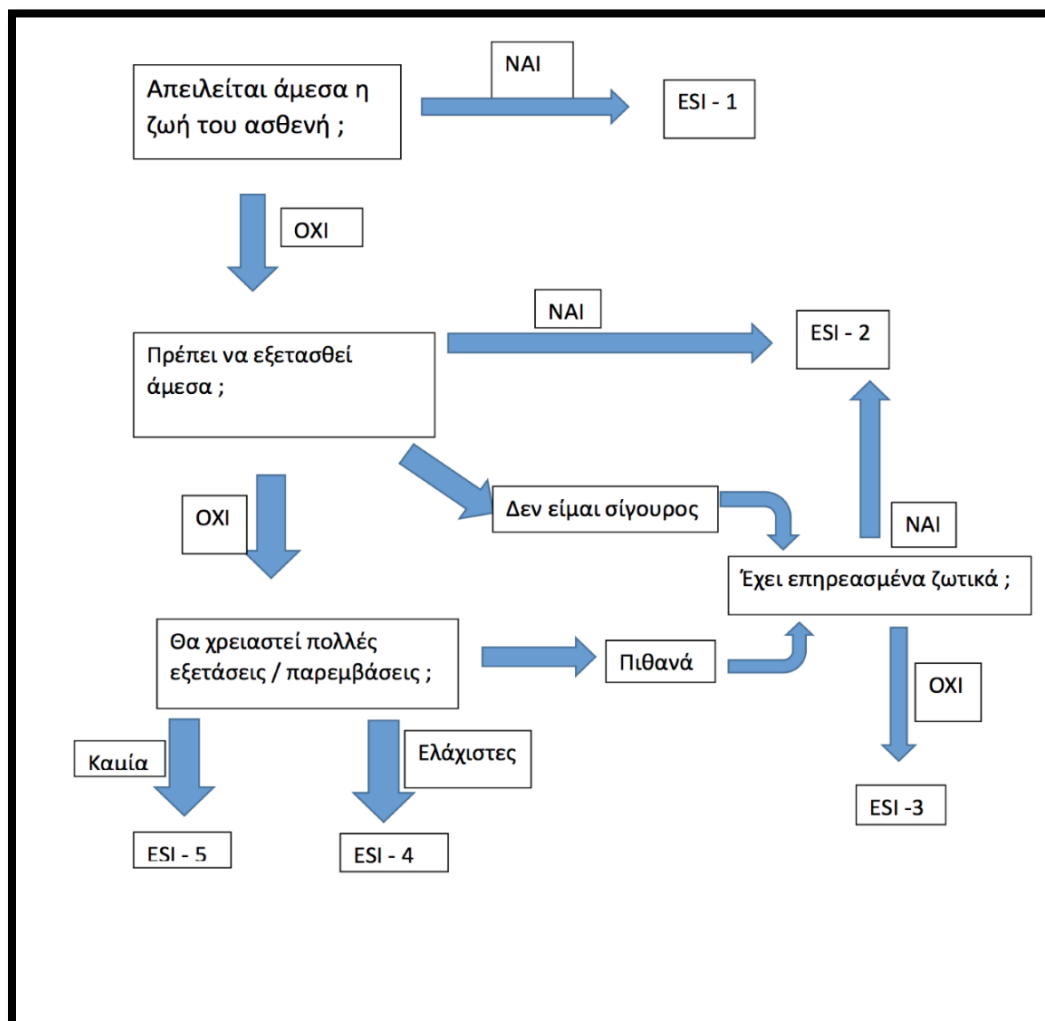 ΝΑΙ
Απειλείται άμεσα η
ζωή του ασθενή ;
ESI - 1
ΟΧΙ
ΝΑΙ
ESI - 2
Πρέπει να εξετασθεί
άμεσα ;
Δεν είμαι σίγουρος
ΟΧΙ
ΝΑΙ
Έχει επηρεασμένα ζωτικά ;
Θα χρειαστεί πολλές
εξετάσεις / παρεμβάσεις ;
Πιθανά
ΟΧΙ
Καμία
Ελάχιστες
ESI -3
ESI - 5
ESI - 4